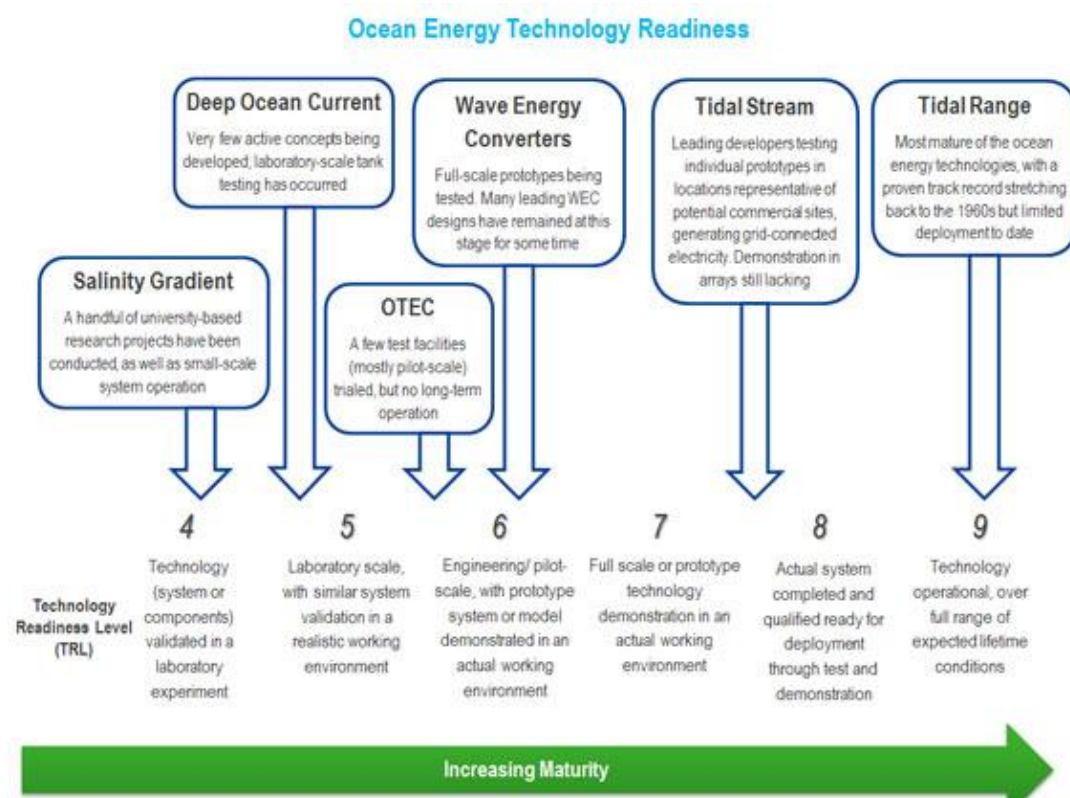 Ocean Energy Technology Readiness
Deep Ocean Current
Very few active concepts being
developed, laboratory-scale tank
testing has occurred
Wave Energy
Converters
Full-scale prototypes being
tested. Many leading WEC
designs have remained at this
stage for some time
Tidal Stream
Leading developers testing
individual prototypes in
locations representative of
potential commercial sites,
generating grid-connected
electricity. Demonstration in
arrays still lacking
Tidal Range
Most mature of the ocean
energy technologies, with a
proven track record stretching
back to the 1960s but limited
deployment to date
Salinity Gradient
A handful of university-based
research projects have been
conducted, as well as small-scale
system operation
OTEC
A few test facilities
(mostly pilot-scale)
trialed, but no long-term
operation
Technology
Readiness Level
(TRL)
4
Technology
(system or
components)
validated in a
laboratory
experiment
5
Laboratory scale,
with similar system
validation in a
realistic working
environment
6
Engineering/ pilot-
scale, with prototype
system or model
demonstrated in an
actual working
environment
7
Full scale or prototype
technology
demonstration in an
actual working
environment
8
Actual system
completed and
qualified ready for
deployment
through test and
demonstration
9
Technology
operational, over
full range of
expected lifetime
conditions
Increasing Maturity